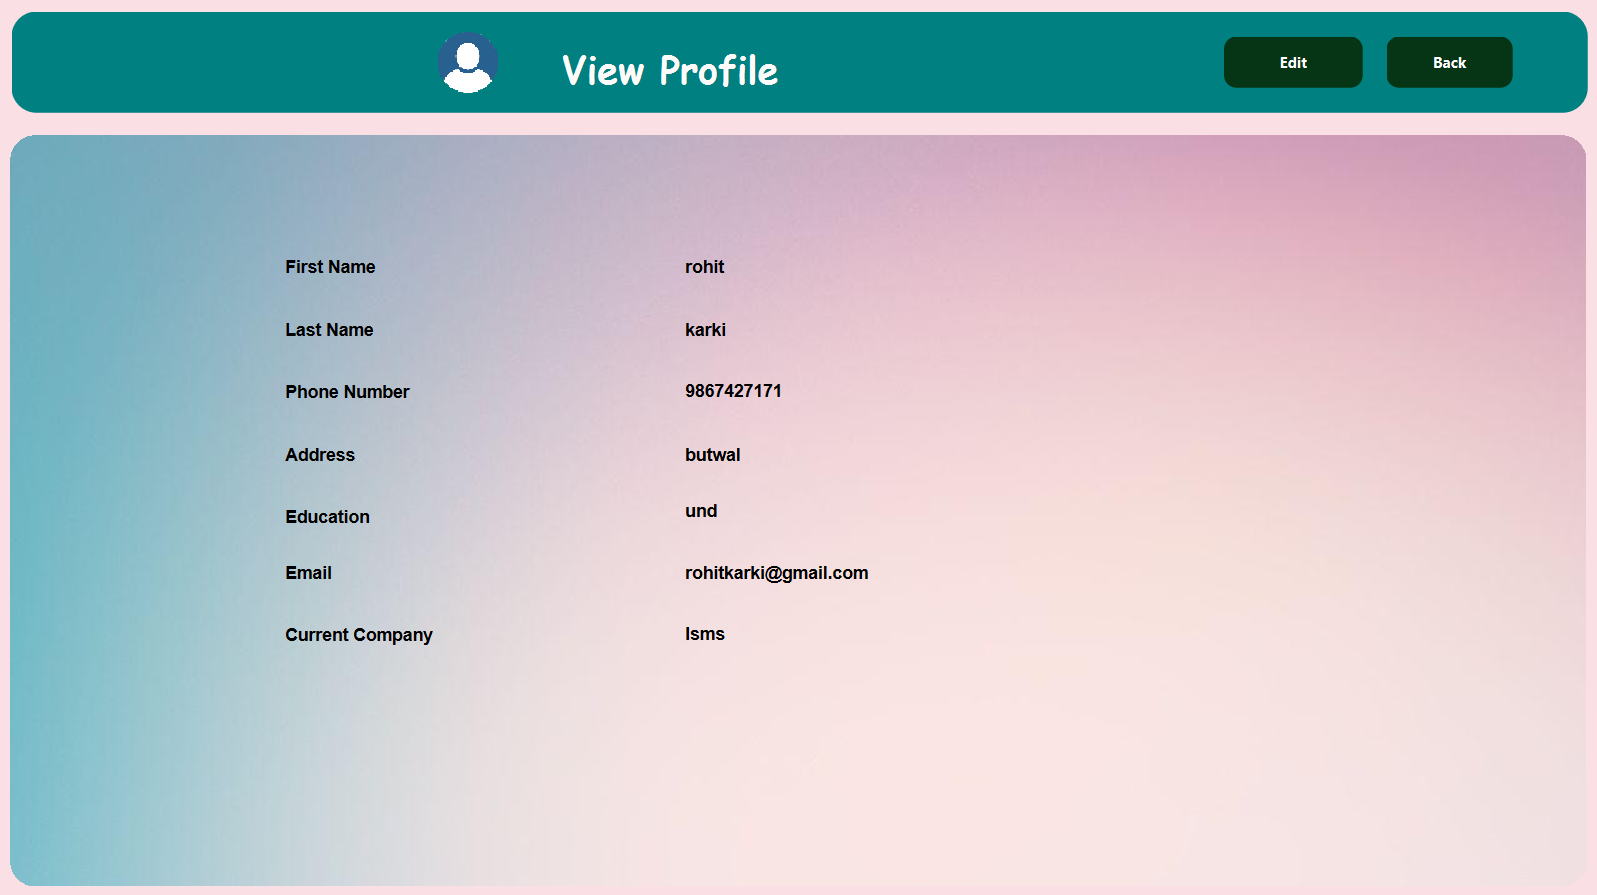 View Profile
Edit
Back
First Name rohit
Last Name karki
Phone Number 9867427171
Address butwal
Education und
Email rohitkarki@gmail.com
Current Company lsms